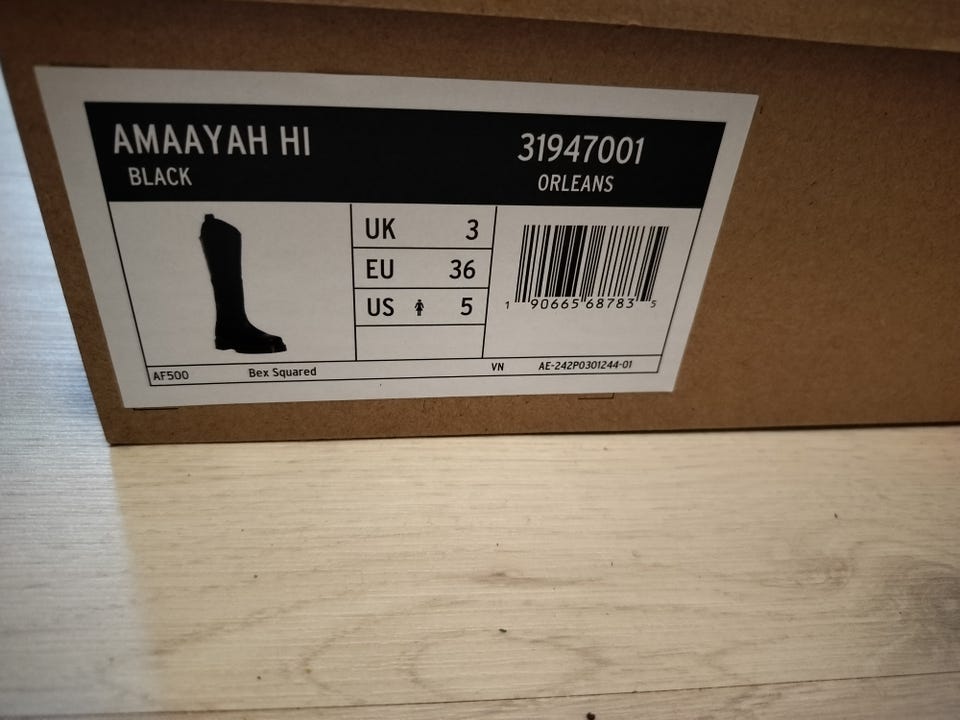 AMAAYAH HI
BLACK
31947001
ORLEANS
UK 3
EU 36
US 5
1 90665 68783 5
AF500 Bex Squared VN AE-242P0301244-01